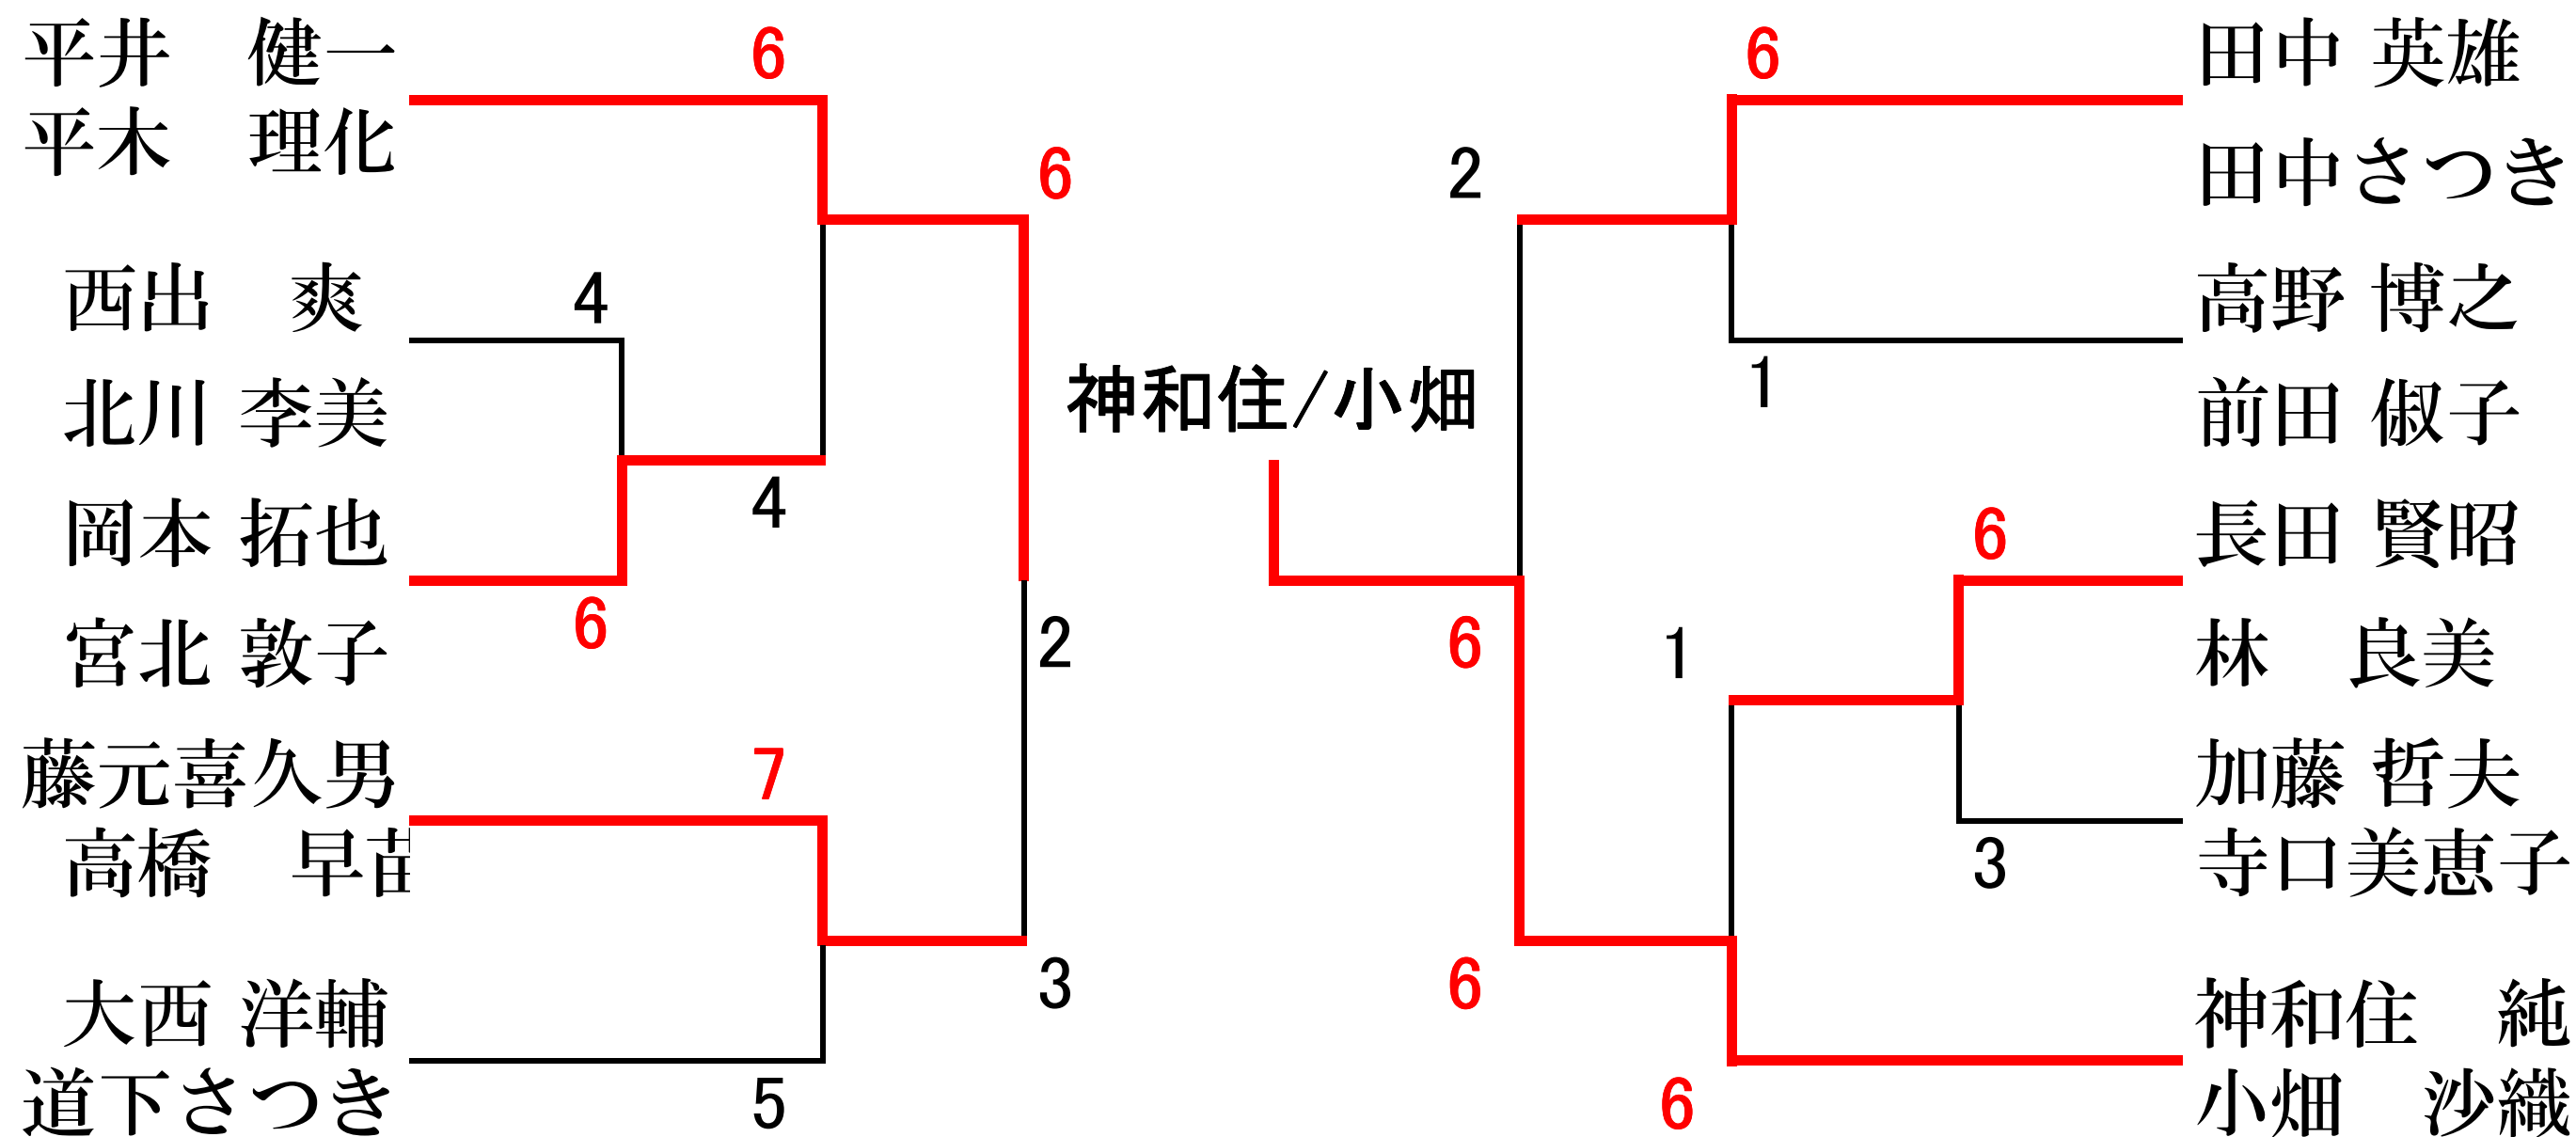 平井　健一
平木　理化
西出　爽
北川 李美
岡本 拓也
宮北 敦子
藤元喜久男
高橋　早苗
大西 洋輔
道下さつき
6
4
6
4
6
7
5
6
2
3
神和住/小畑
2
6
6
6
1
1
6
6
3
田中 英雄
田中さつき
高野 博之
前田 俶子
長田 賢昭
林　良美
加藤 哲夫
寺口美恵子
神和住　純
小畑　沙織